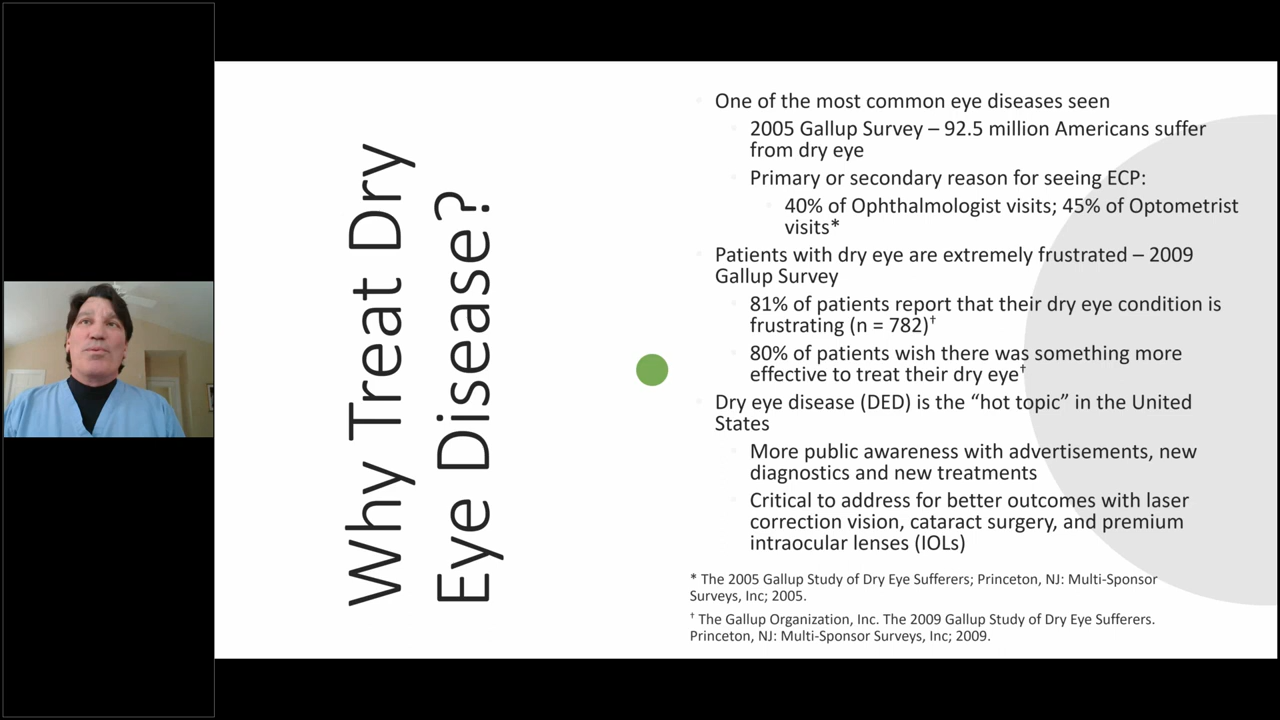 Why Treat Dry
Eye Disease?
One of the most common eye diseases seen
2005 Gallup Survey – 92.5 million Americans suffer
from dry eye
Primary or secondary reason for seeing ECP:
40% of Ophthalmologist visits; 45% of Optometrist
visits*
Patients with dry eye are extremely frustrated – 2009
Gallup Survey
81% of patients report that their dry eye condition is
frustrating (n = 782)†
80% of patients wish there was something more
effective to treat their dry eye†
Dry eye disease (DED) is the “hot topic” in the United
States
More public awareness with advertisements, new
diagnostics and new treatments
Critical to address for better outcomes with laser
correction vision, cataract surgery, and premium
intraocular lenses (IOLs)
* The 2005 Gallup Study of Dry Eye Sufferers; Princeton, NJ: Multi-Sponsor
Surveys, Inc; 2005.
† The Gallup Organization, Inc. The 2009 Gallup Study of Dry Eye Sufferers.
Princeton, NJ: Multi-Sponsor Surveys, Inc; 2009.